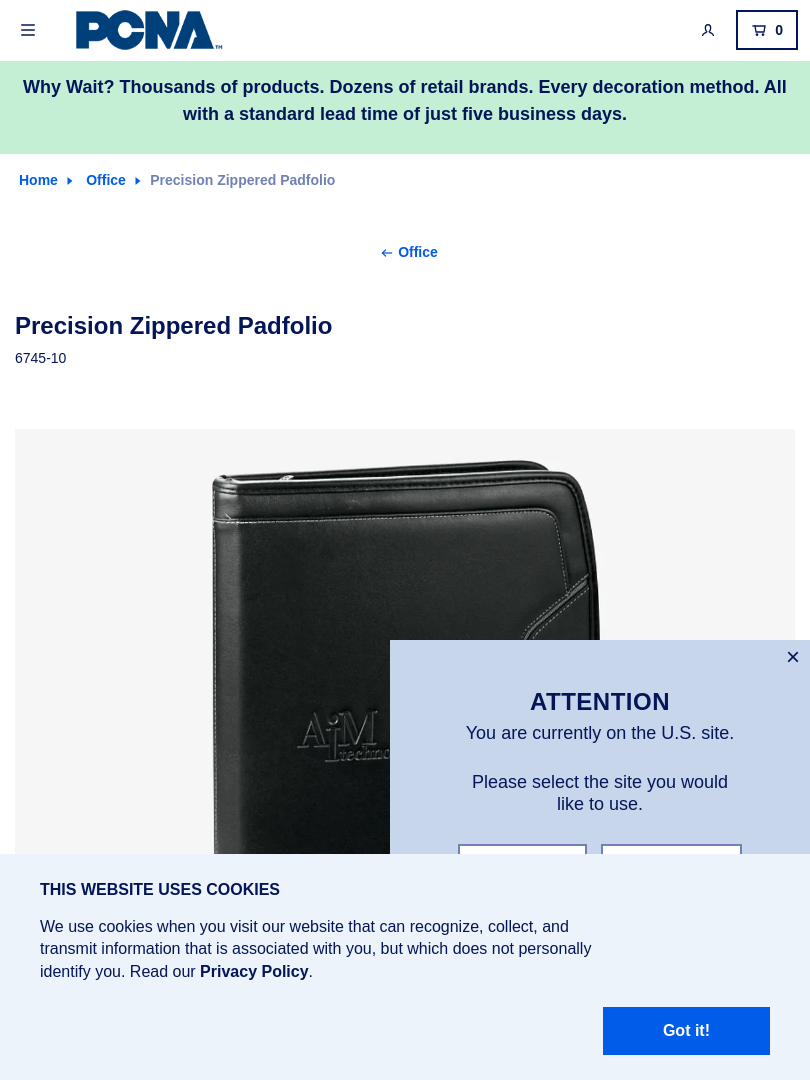 PCNA™
0
Why Wait? Thousands of products. Dozens of retail brands. Every decoration method. All
with a standard lead time of just five business days.
Home Office Precision Zippered Padfolio
← Office
Precision Zippered Padfolio
6745-10
AIM
techno
×
ATTENTION
You are currently on the U.S. site.
Please select the site you would
like to use.
THIS WEBSITE USES COOKIES
We use cookies when you visit our website that can recognize, collect, and
transmit information that is associated with you, but which does not personally
identify you. Read our Privacy Policy.
Got it!